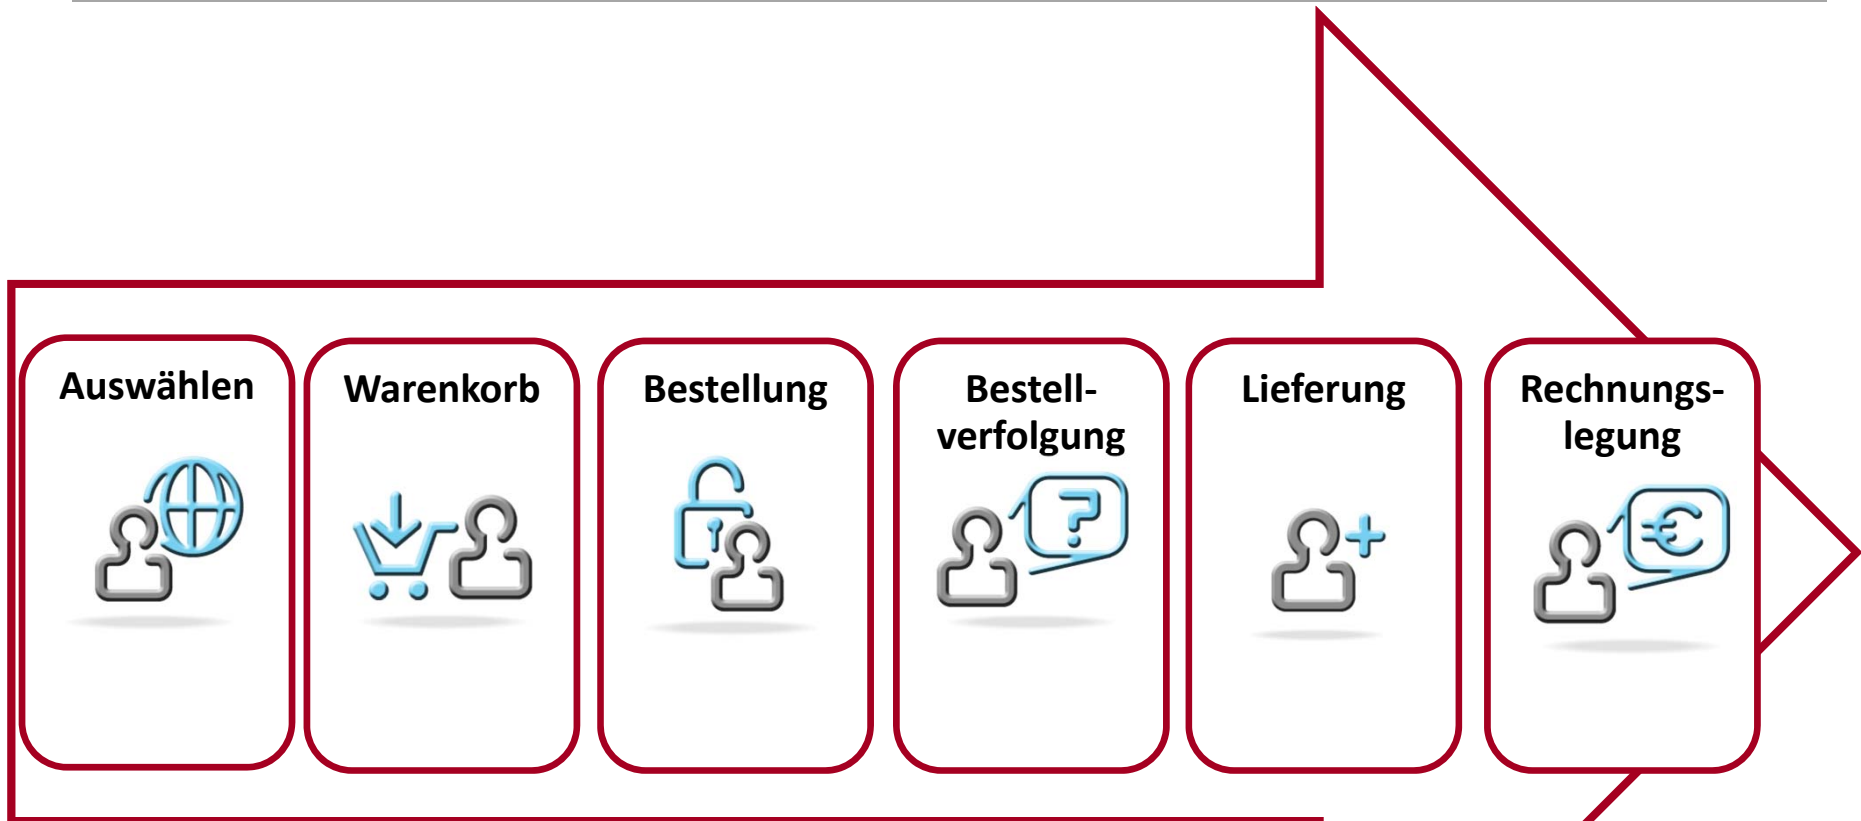 Auswählen
Warenkorb
Bestellung
Bestell-
verfolgung
Lieferung
Rechnungs-
legung
?
€